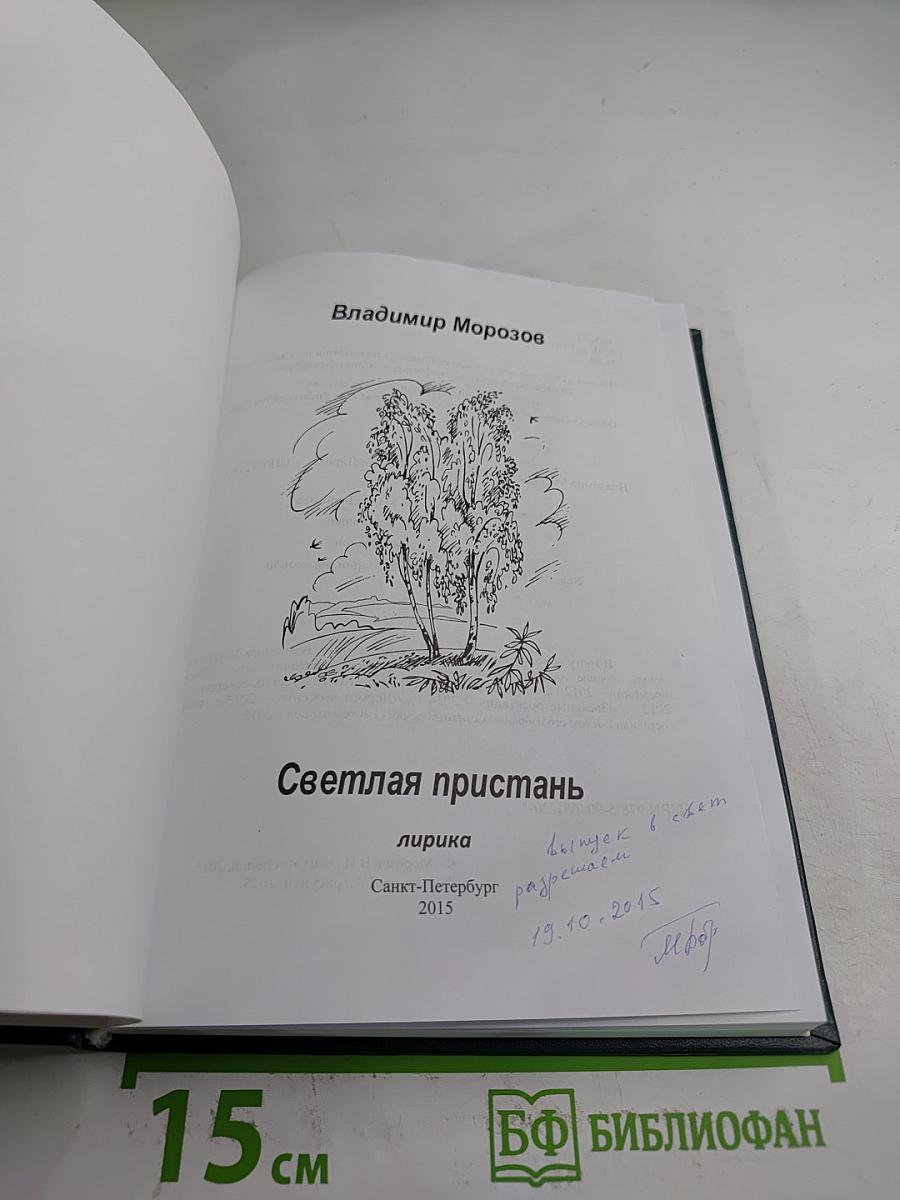 Владимир Морозов
Светлая пристань
лирика
Санкт-Петербург
2015
выпуск в свет
разрешаем
19.10.2015
15 см
БФ БИБЛИОФАН